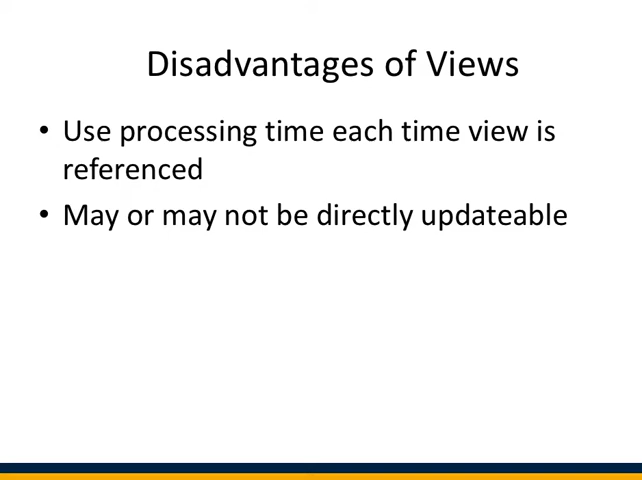 Disadvantages of Views
• Use processing time each time view is
referenced
• May or may not be directly updateable